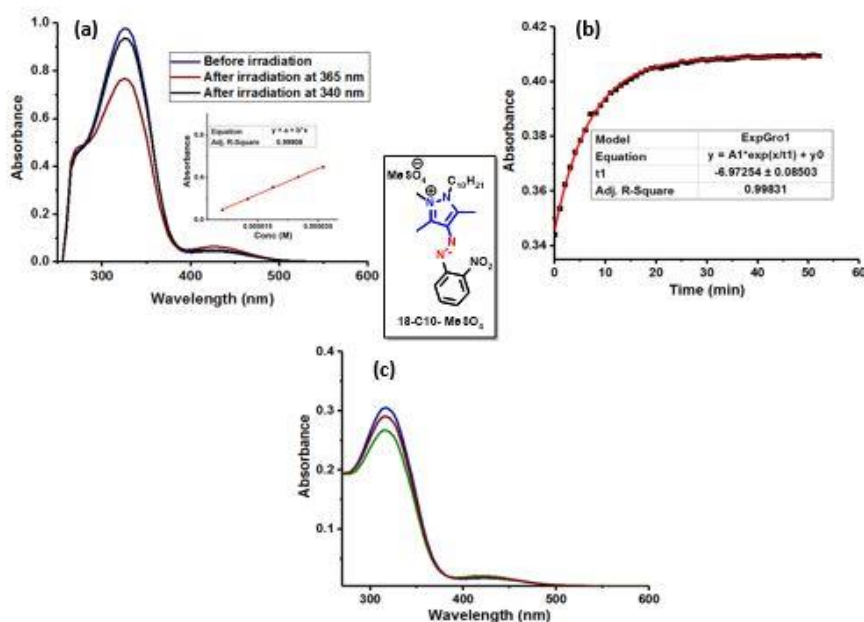 (a)
1.0
0.8
0.6
0.4
0.2
0.0
Absorbance
300
400
500
600
Wavelength (nm)
Before irradiation
After irradiation at 365 nm
After irradiation at 340 nm
Equation y = a + b*x
Adj. R-Square
Absorbance
Conc (M)
MeSO4
⊖
C10H21
⊕
N
N
N
N
NO2
18-C10- MeSO4
(b)
0.42
0.40
0.38
0.36
0.34
Absorbance
0
10
20
30
40
50
60
Time (min)
Model ExpGro1
Equation y = A1*exp(x/t1) + y0
t1 -6.97254 ± 0.08503
Adj. R-Square 0.99831
(c)
0.4
0.3
0.2
0.1
Absorbance
300
400
500
600
Wavelength (nm)